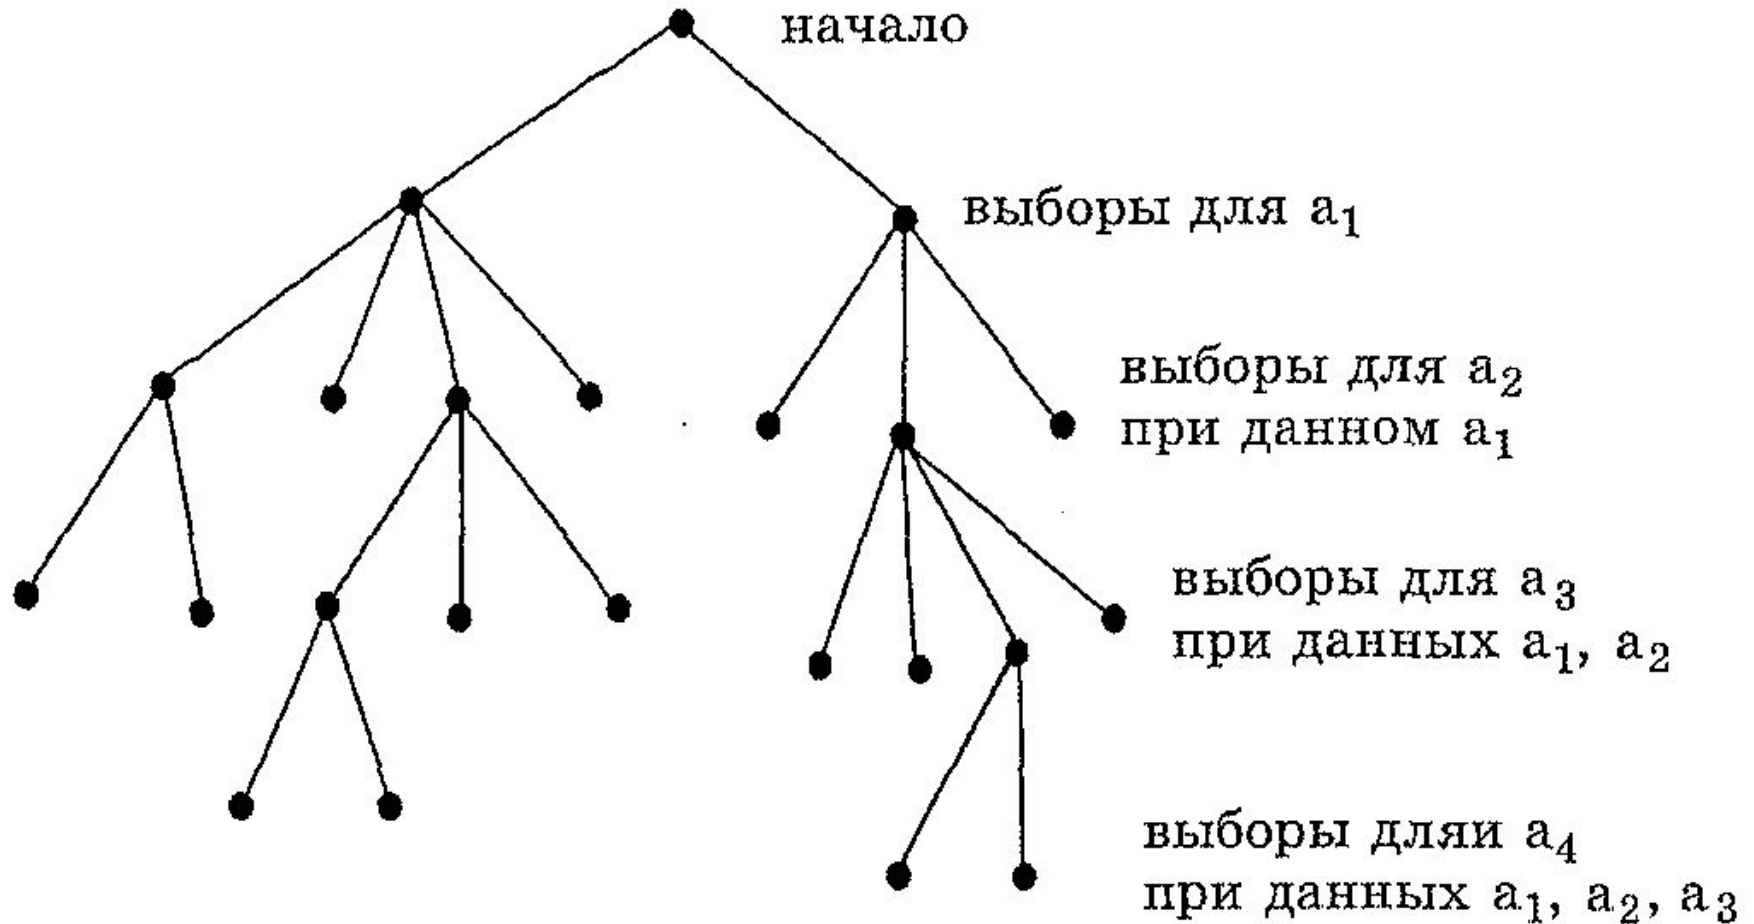 начало
выборы для a₁
выборы для a₂
при данном a₁
выборы для a₃
при данных a₁, a₂
выборы дляи a₄
при данных a₁, a₂, a₃